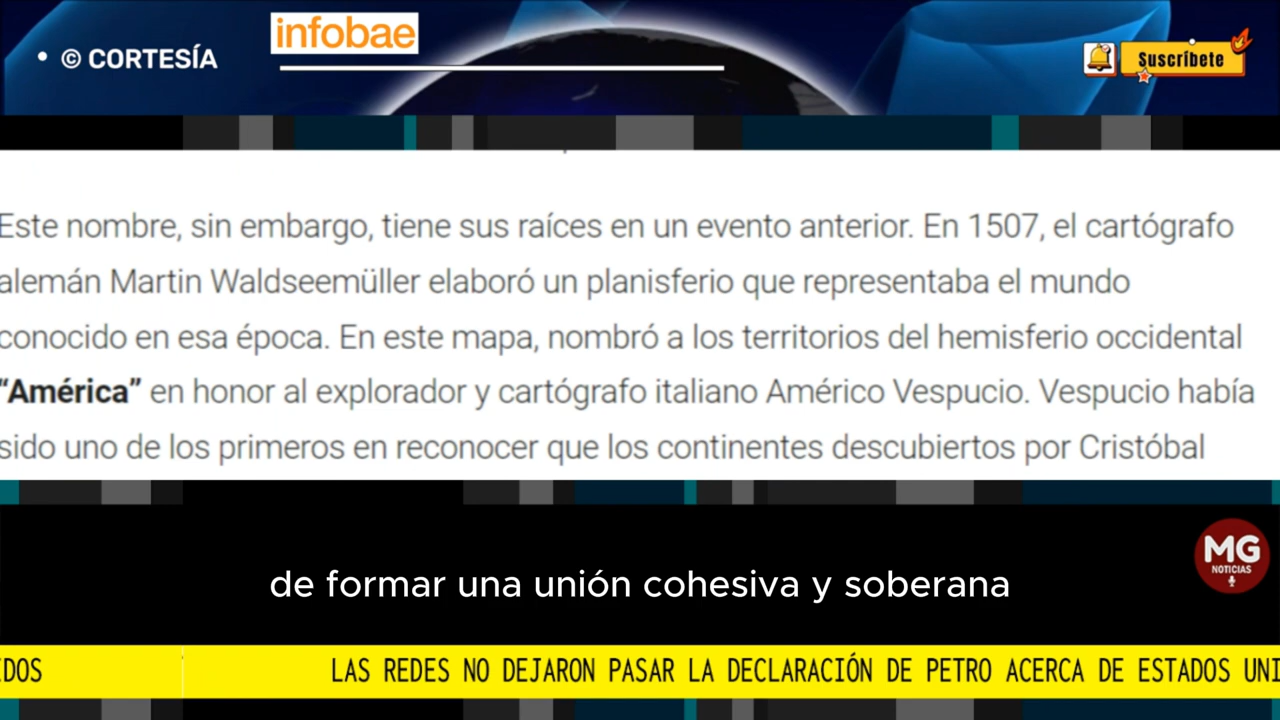 • © CORTESÍA
infobae
Suscríbete
Este nombre, sin embargo, tiene sus raíces en un evento anterior. En 1507, el cartógrafo
alemán Martin Waldseemüller elaboró un planisferio que representaba el mundo
conocido en esa época. En este mapa, nombró a los territorios del hemisferio occidental
“América” en honor al explorador y cartógrafo italiano Américo Vespucio. Vespucio había
sido uno de los primeros en reconocer que los continentes descubiertos por Cristóbal
MG
NOTICIAS
de formar una unión cohesiva y soberana
IDOS LAS REDES NO DEJARON PASAR LA DECLARACIÓN DE PETRO ACERCA DE ESTADOS UNI